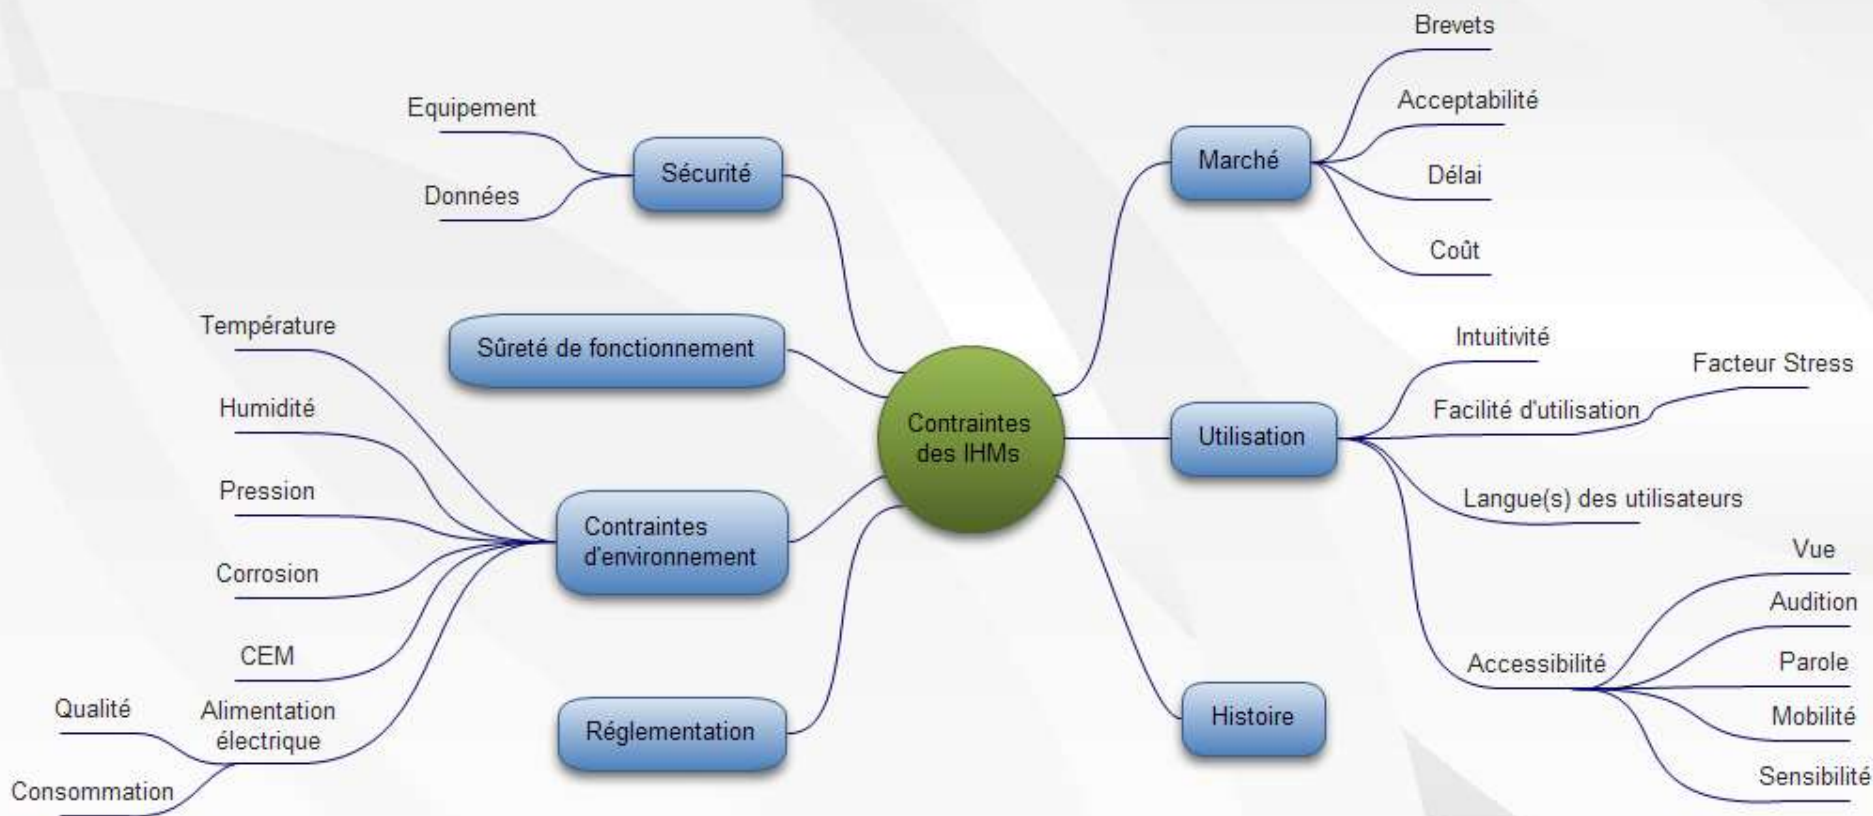 Contraintes
des IHMs
Sécurité
Equipement
Données
Sûreté de fonctionnement
Contraintes
d'environnement
Température
Humidité
Pression
Corrosion
CEM
Alimentation
électrique
Qualité
Consommation
Réglementation
Marché
Brevets
Acceptabilité
Délai
Coût
Utilisation
Intuitivité
Facilité d'utilisation
Facteur Stress
Langue(s) des utilisateurs
Accessibilité
Vue
Audition
Parole
Mobilité
Sensibilité
Histoire